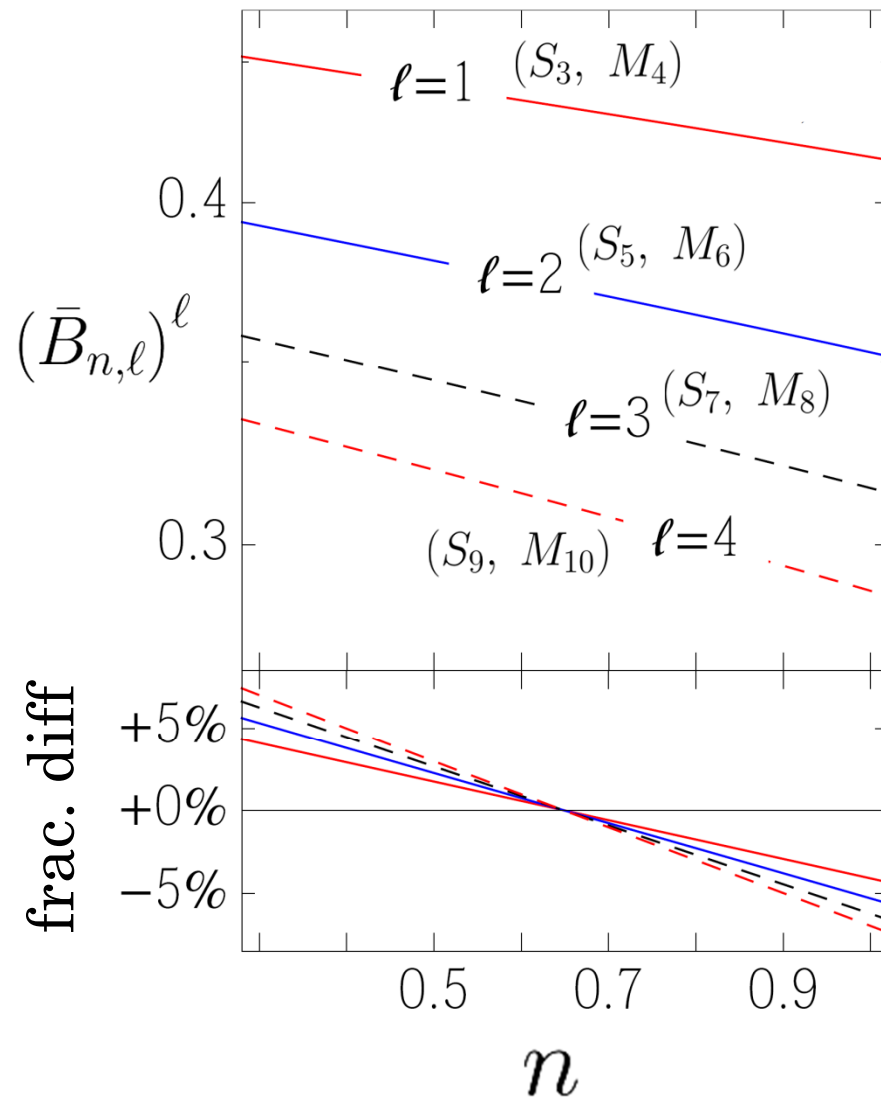 ℓ=1 (S₃, M₄)
0.4
ℓ=2 (S₅, M₆)
(B̄ₙ,ℓ)^ℓ
ℓ=3 (S₇, M₈)
0.3
(S₉, M₁₀) ℓ=4
frac. diff
+5%
+0%
−5%
0.5 0.7 0.9
n